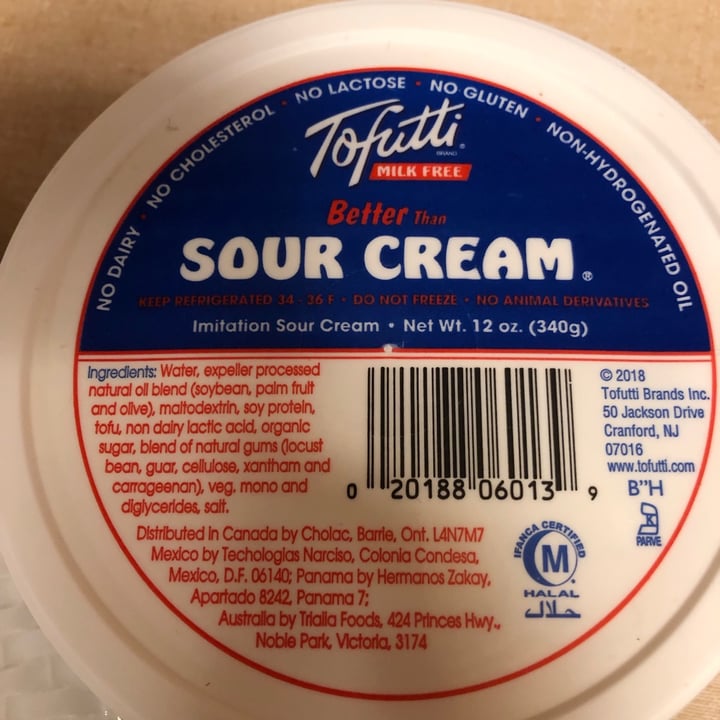 NO DAIRY • NO CHOLESTEROL • NO LACTOSE • NO GLUTEN • NON-HYDROGENATED OIL
Tofutti
BRAND
MILK FREE
Better Than
SOUR CREAM®
KEEP REFRIGERATED 34 - 36 F • DO NOT FREEZE • NO ANIMAL DERIVATIVES
Imitation Sour Cream • Net Wt. 12 oz. (340g)
Ingredients: Water, expeller processed
natural oil blend (soybean, palm fruit
and olive), maltodextrin, soy protein,
tofu, non dairy lactic acid, organic
sugar, blend of natural gums (locust
bean, guar, cellulose, xantham and
carrageenan), veg. mono and
diglycerides, salt.
Distributed in Canada by Cholac, Barrie, Ont. L4N7M7
Mexico by Techologias Narciso, Colonia Condesa,
Mexico, D.F. 06140; Panama by Hermanos Zakay,
Apartado 8242, Panama 7;
Australia by Trialia Foods, 424 Princes Hwy.,
Noble Park, Victoria, 3174
0 20188 06013 9
© 2018
Tofutti Brands Inc.
50 Jackson Drive
Cranford, NJ
07016
www.tofutti.com
B"H
K
PARVE
IFANCA CERTIFIED
M
HALAL
حلال